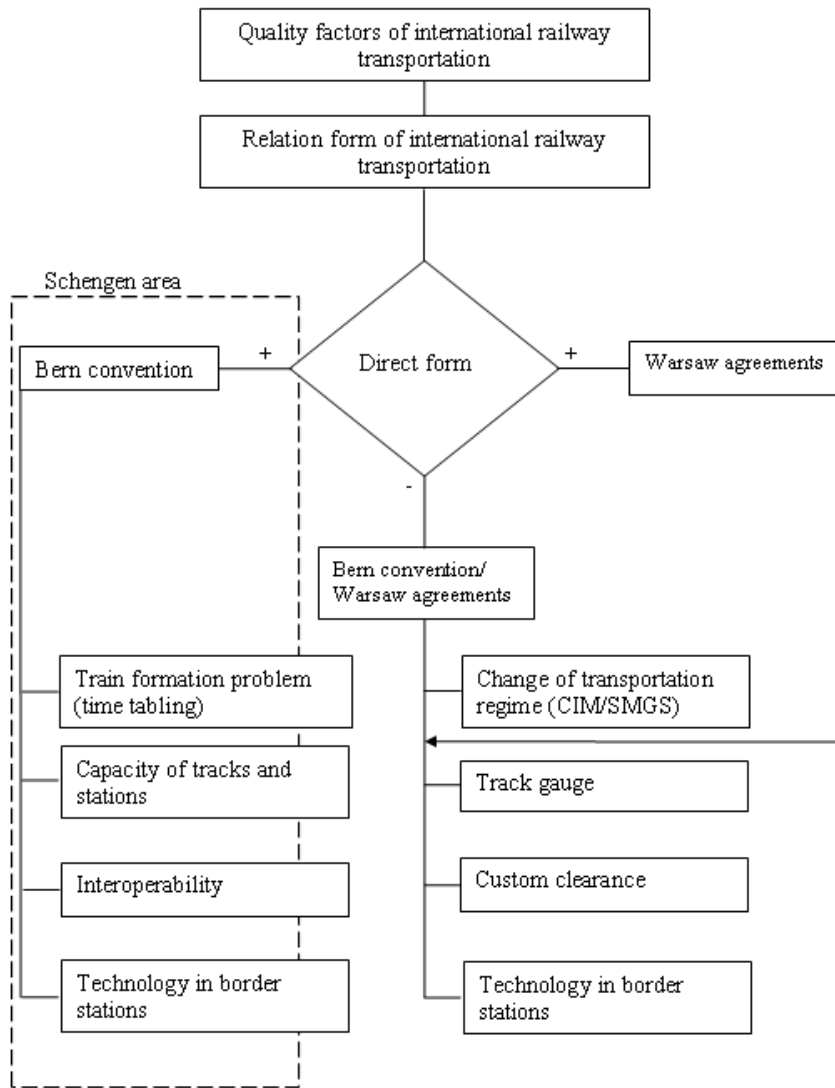 Quality factors of international railway
transportation
Relation form of international railway
transportation
Schengen area
Bern convention
+
Direct form
+
Warsaw agreements
-
Bern convention/
Warsaw agreements
Train formation problem
(time tabling)
Change of transportation
regime (CIM/SMGS)
Capacity of tracks and
stations
Track gauge
Interoperability
Custom clearance
Technology in border
stations
Technology in border
stations